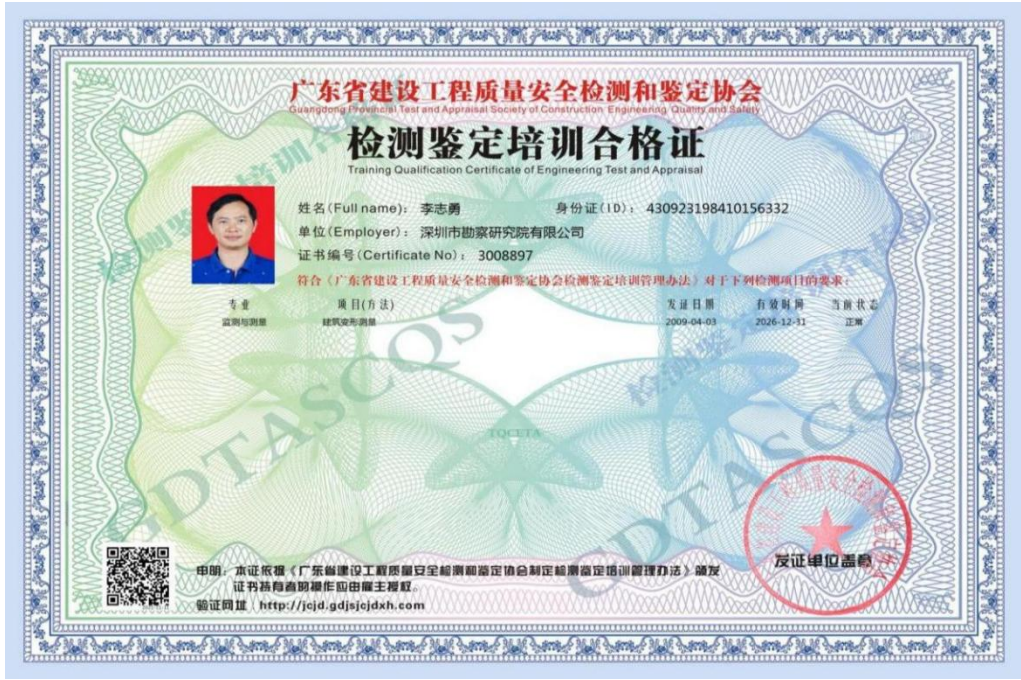 广东省建设工程质量安全检测和鉴定协会
Guangdong Provincial Test and Appraisal Society of Construction Engineering Quality and Safety
检测鉴定培训合格证
Training Qualification Certificate of Engineering Test and Appraisal
姓名(Full name): 李志勇 身份证(ID): 430923198410156332
单位(Employer): 深圳市勘察研究院有限公司
证书编号(Certificate No): 3008897
符合《广东省建设工程质量安全检测和鉴定协会检测鉴定培训管理办法》对于下列检测项目的要求:
专业 项目(方法) 发证日期 有效时间 当前状态
监测与测量 建筑变形测量 2009-04-03 2026-12-31 正常
检测鉴定培训合格
GDTASCQS
TQCETA
GDTASCQS
发证单位盖章
申明: 本证依据《广东省建设工程质量安全检测和鉴定协会制定检测鉴定培训管理办法》颁发
证书持有者的操作应由雇主授权。
验证网址: http://jcjd.gdjsjcjdxh.com